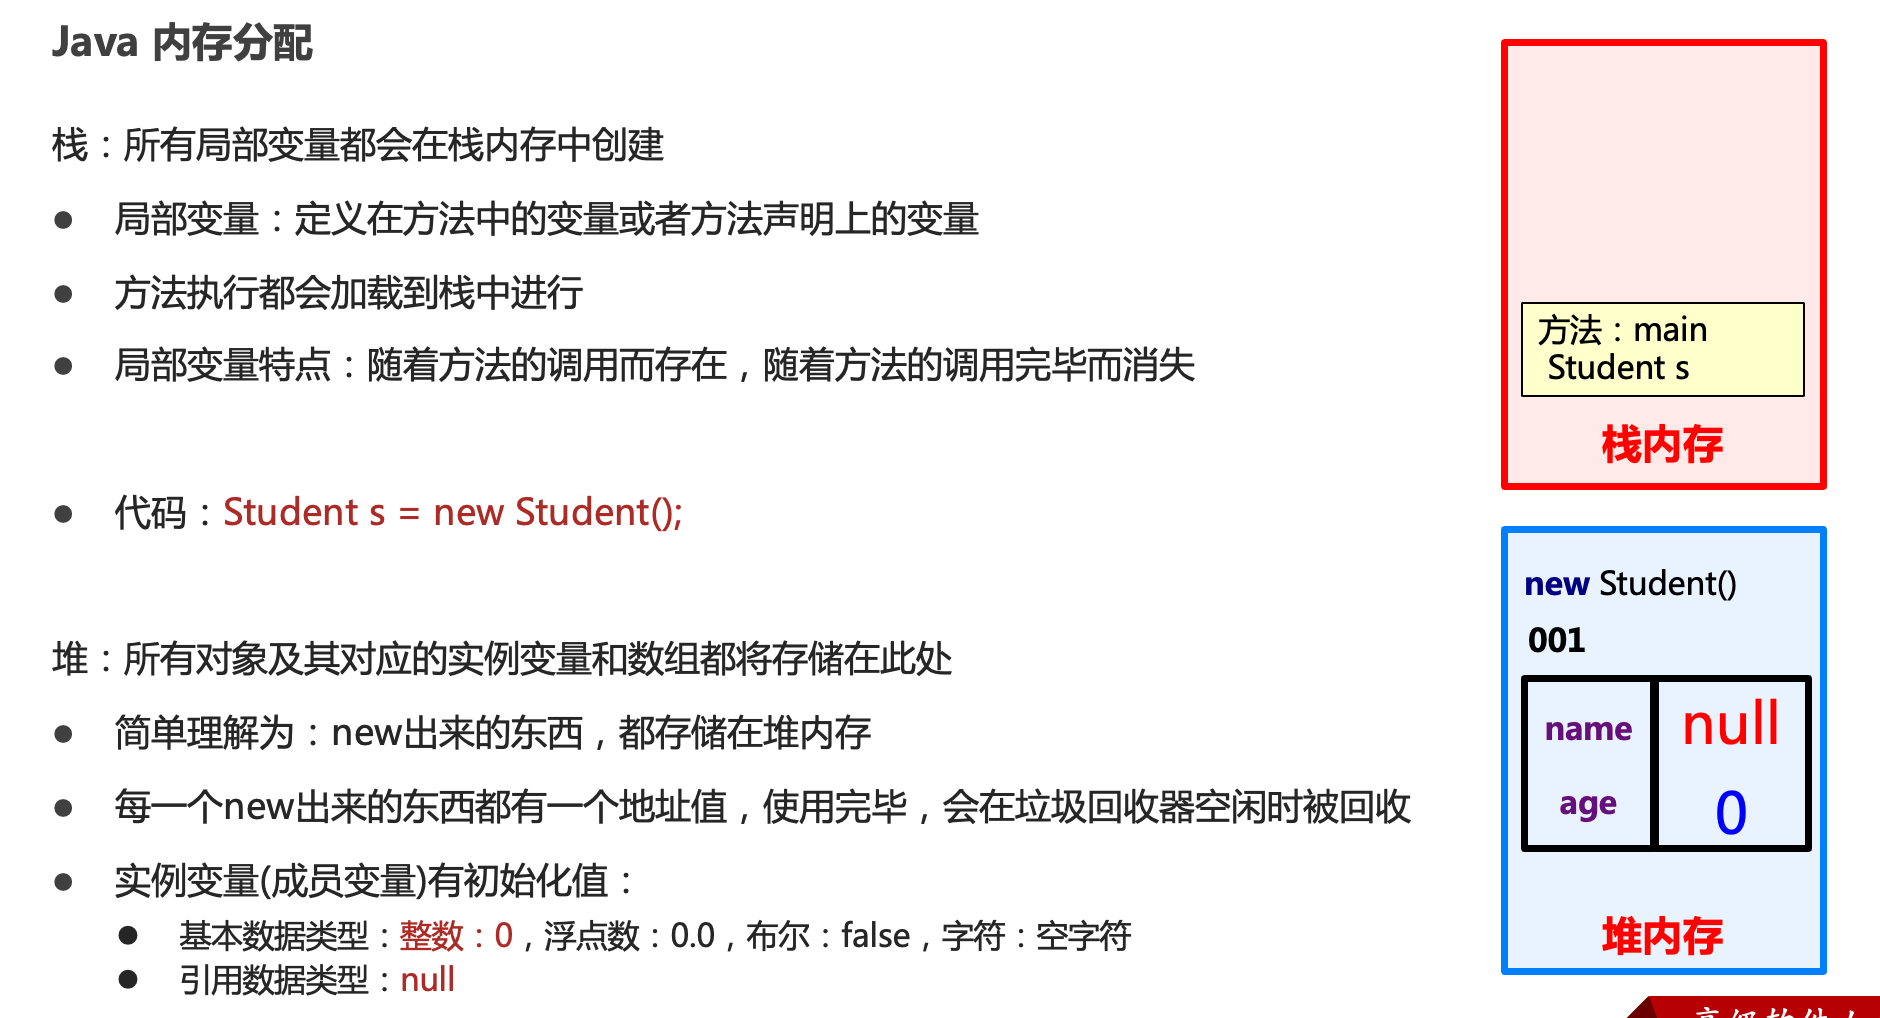 Java 内存分配
栈：所有局部变量都会在栈内存中创建
● 局部变量：定义在方法中的变量或者方法声明上的变量
● 方法执行都会加载到栈中进行
● 局部变量特点：随着方法的调用而存在，随着方法的调用完毕而消失
● 代码：Student s = new Student();
堆：所有对象及其对应的实例变量和数组都将存储在此处
● 简单理解为：new出来的东西，都存储在堆内存
● 每一个new出来的东西都有一个地址值，使用完毕，会在垃圾回收器空闲时被回收
● 实例变量(成员变量)有初始化值：
● 基本数据类型：整数：0，浮点数：0.0，布尔：false，字符：空字符
● 引用数据类型：null
方法：main
Student s
栈内存
new Student()
001
name null
age 0
堆内存